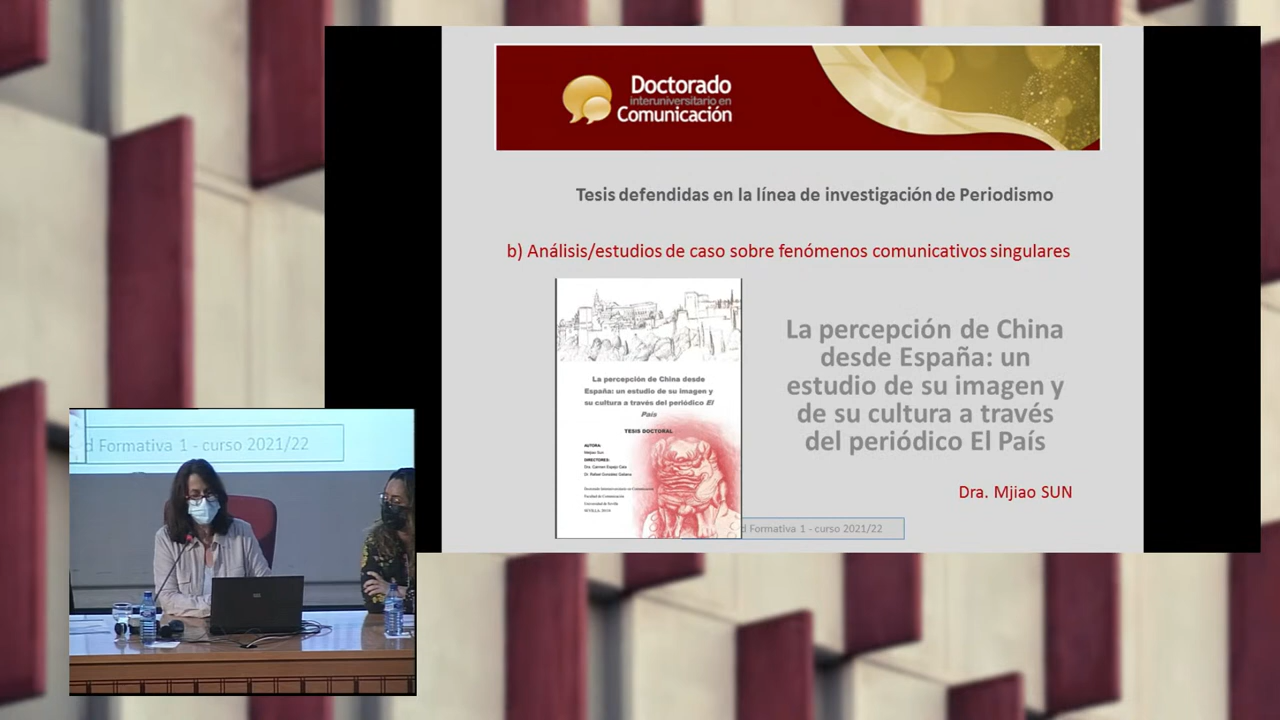 Doctorado
interuniversitario en
Comunicación
Tesis defendidas en la línea de investigación de Periodismo
b) Análisis/estudios de caso sobre fenómenos comunicativos singulares
La percepción de China desde
España: un estudio de su imagen y
su cultura a través del periódico El
País
TESIS DOCTORAL
AUTORA:
Meijiao Sun
DIRECTORES:
Dra. Carmen Espejo Cala
Dr. Rafael González Galiana
Doctorado Interuniversitario en Comunicación
Facultad de Comunicación
Universidad de Sevilla
La percepción de China
desde España: un
estudio de su imagen y
de su cultura a través
del periódico El País
Dra. Mjiao SUN
d Formativa 1 - curso 2021/22
d Formativa 1 - curso 2021/22